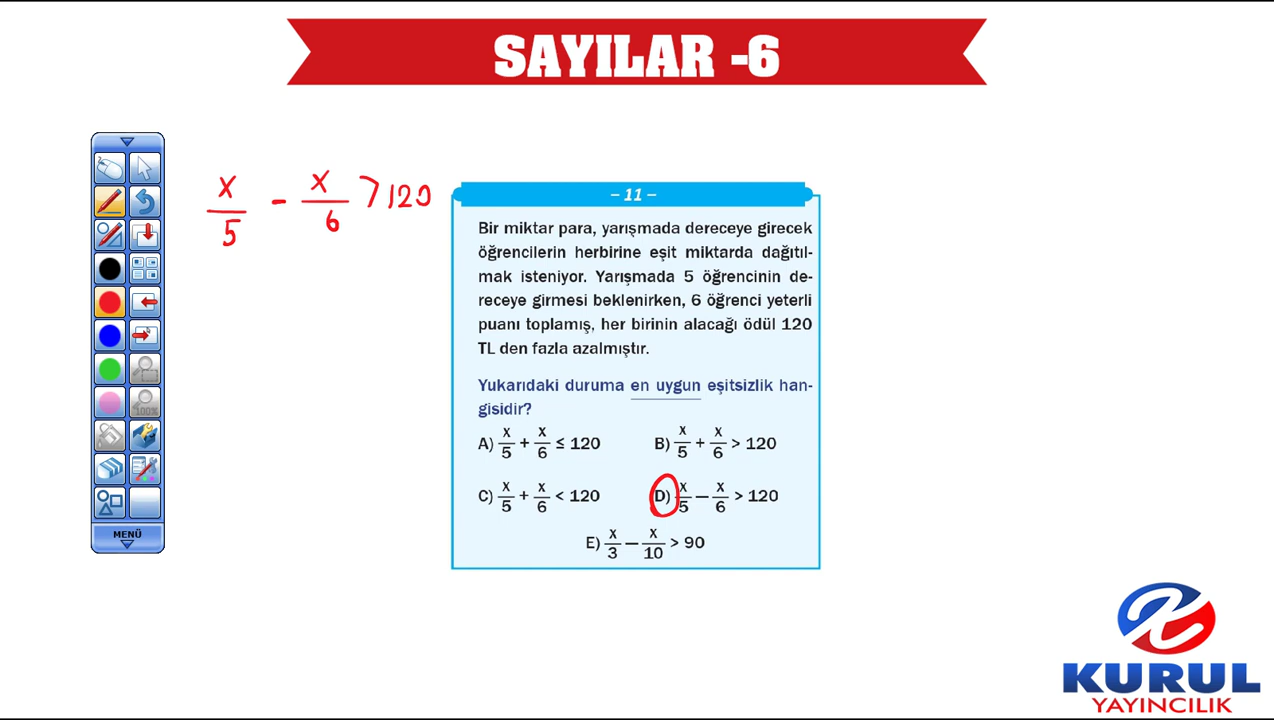 SAYILAR -6
x/5 - x/6 > 120
– 11 –
Bir miktar para, yarışmada dereceye girecek
öğrencilerin herbirine eşit miktarda dağıtıl-
mak isteniyor. Yarışmada 5 öğrencinin de-
receye girmesi beklenirken, 6 öğrenci yeterli
puanı toplamış, her birinin alacağı ödül 120
TL den fazla azalmıştır.
Yukarıdaki duruma en uygun eşitsizlik han-
gisidir?
A) x/5 + x/6 ≤ 120 B) x/5 + x/6 > 120
C) x/5 + x/6 < 120 D) x/5 – x/6 > 120
E) x/3 – x/10 > 90
100%
MENÜ
KURUL
YAYINCILIK